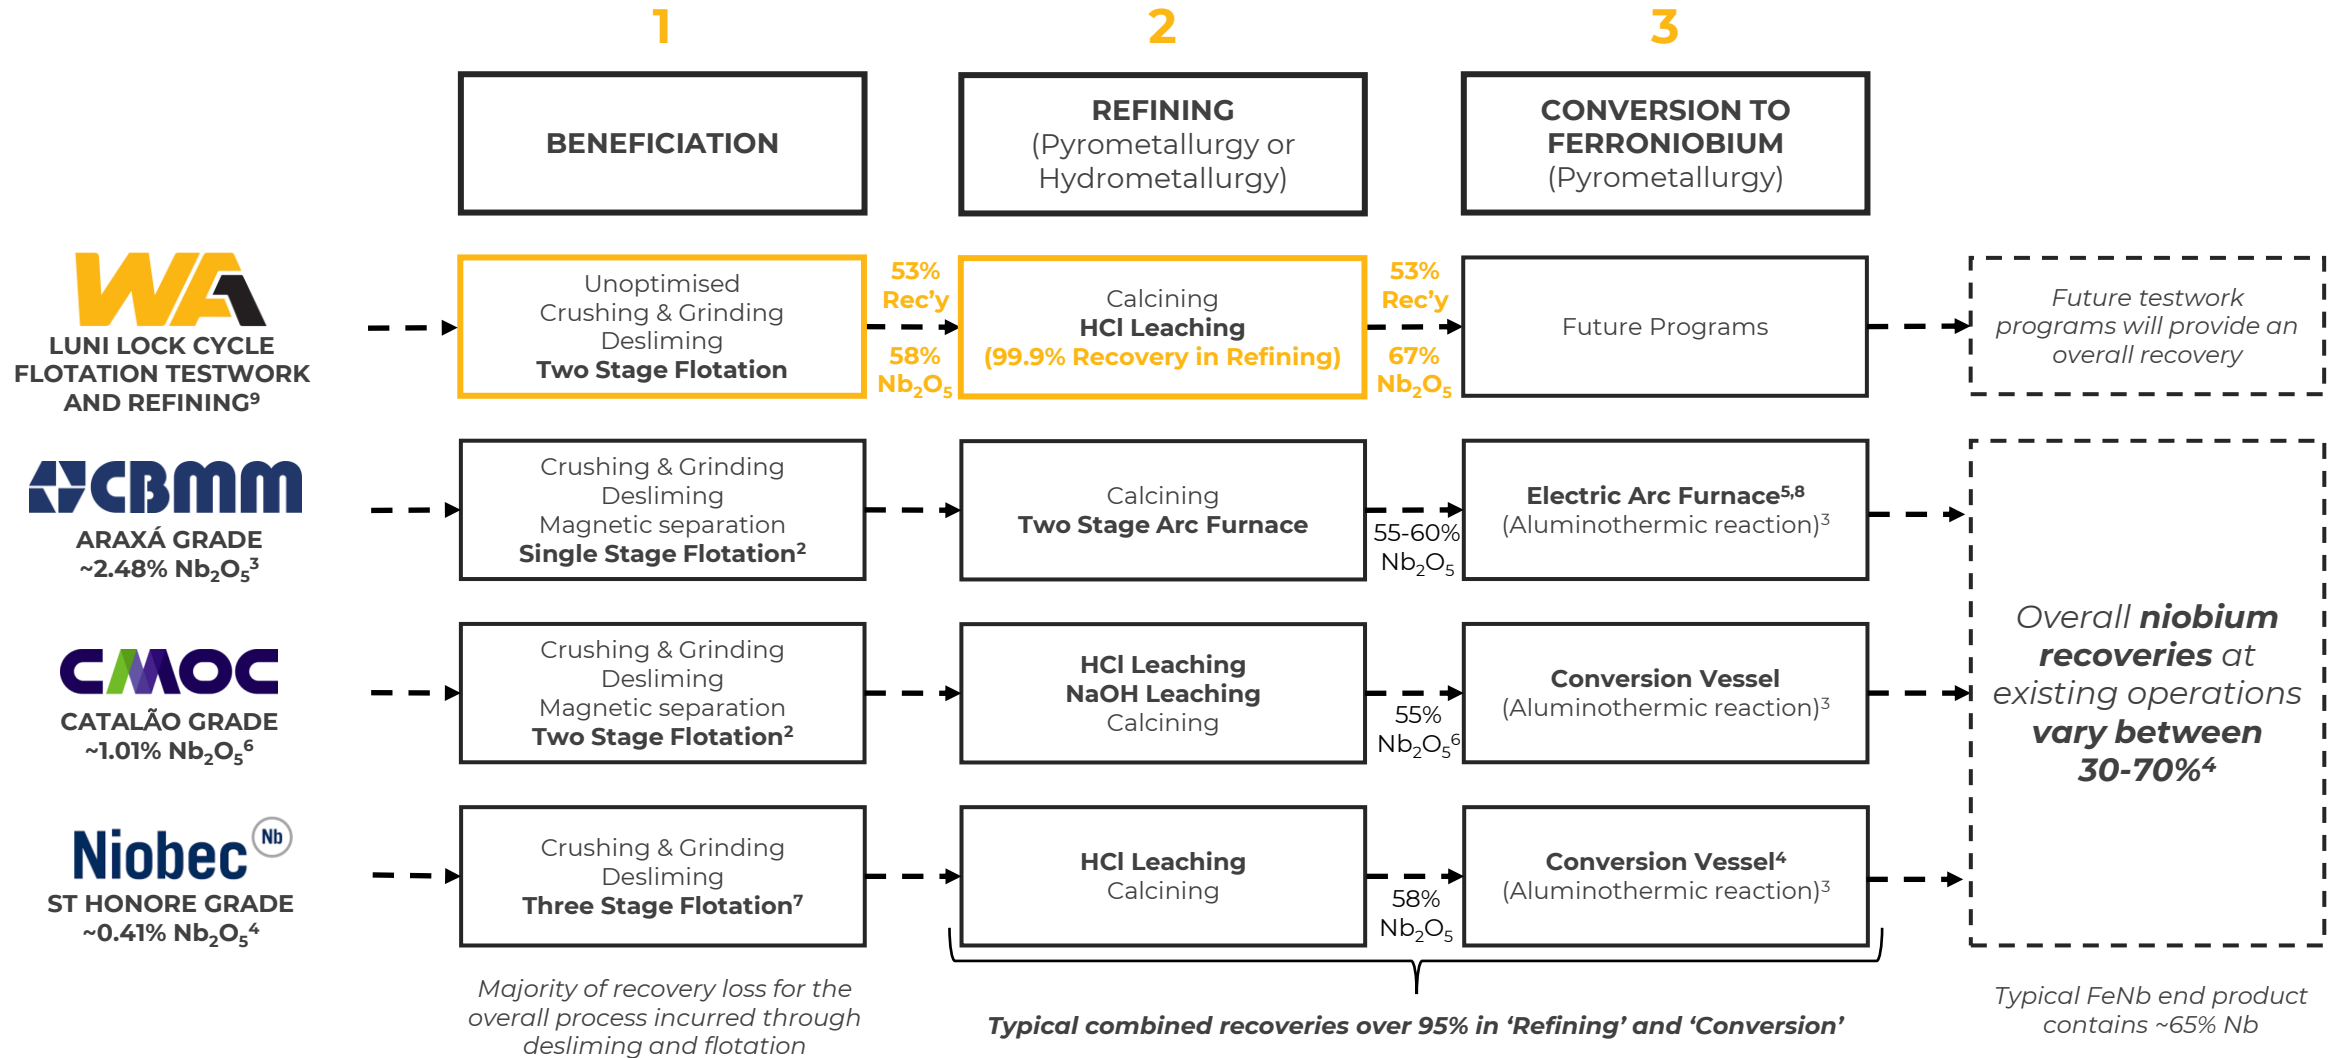 1
2
3
BENEFICIATION
REFINING
(Pyrometallurgy or
Hydrometallurgy)
CONVERSION TO
FERRONIOBIUM
(Pyrometallurgy)
WA1
LUNI LOCK CYCLE
FLOTATION TESTWORK
AND REFINING⁹
Unoptimised
Crushing & Grinding
Desliming
Two Stage Flotation
53%
Rec'y
58%
Nb₂O₅
Calcining
HCl Leaching
(99.9% Recovery in Refining)
53%
Rec'y
67%
Nb₂O₅
Future Programs
Future testwork
programs will provide an
overall recovery
CBMM
ARAXÁ GRADE
~2.48% Nb₂O₅³
Crushing & Grinding
Desliming
Magnetic separation
Single Stage Flotation²
Calcining
Two Stage Arc Furnace
55-60%
Nb₂O₅
Electric Arc Furnace⁵,⁸
(Aluminothermic reaction)³
CMOC
CATALÃO GRADE
~1.01% Nb₂O₅⁶
Crushing & Grinding
Desliming
Magnetic separation
Two Stage Flotation²
HCl Leaching
NaOH Leaching
Calcining
55%
Nb₂O₅⁶
Conversion Vessel
(Aluminothermic reaction)³
Niobec Nb
ST HONORE GRADE
~0.41% Nb₂O₅⁴
Crushing & Grinding
Desliming
Three Stage Flotation⁷
HCl Leaching
Calcining
58%
Nb₂O₅
Conversion Vessel⁴
(Aluminothermic reaction)³
Overall niobium
recoveries at
existing operations
vary between
30-70%⁴
Majority of recovery loss for the
overall process incurred through
desliming and flotation
Typical combined recoveries over 95% in 'Refining' and 'Conversion'
Typical FeNb end product
contains ~65% Nb